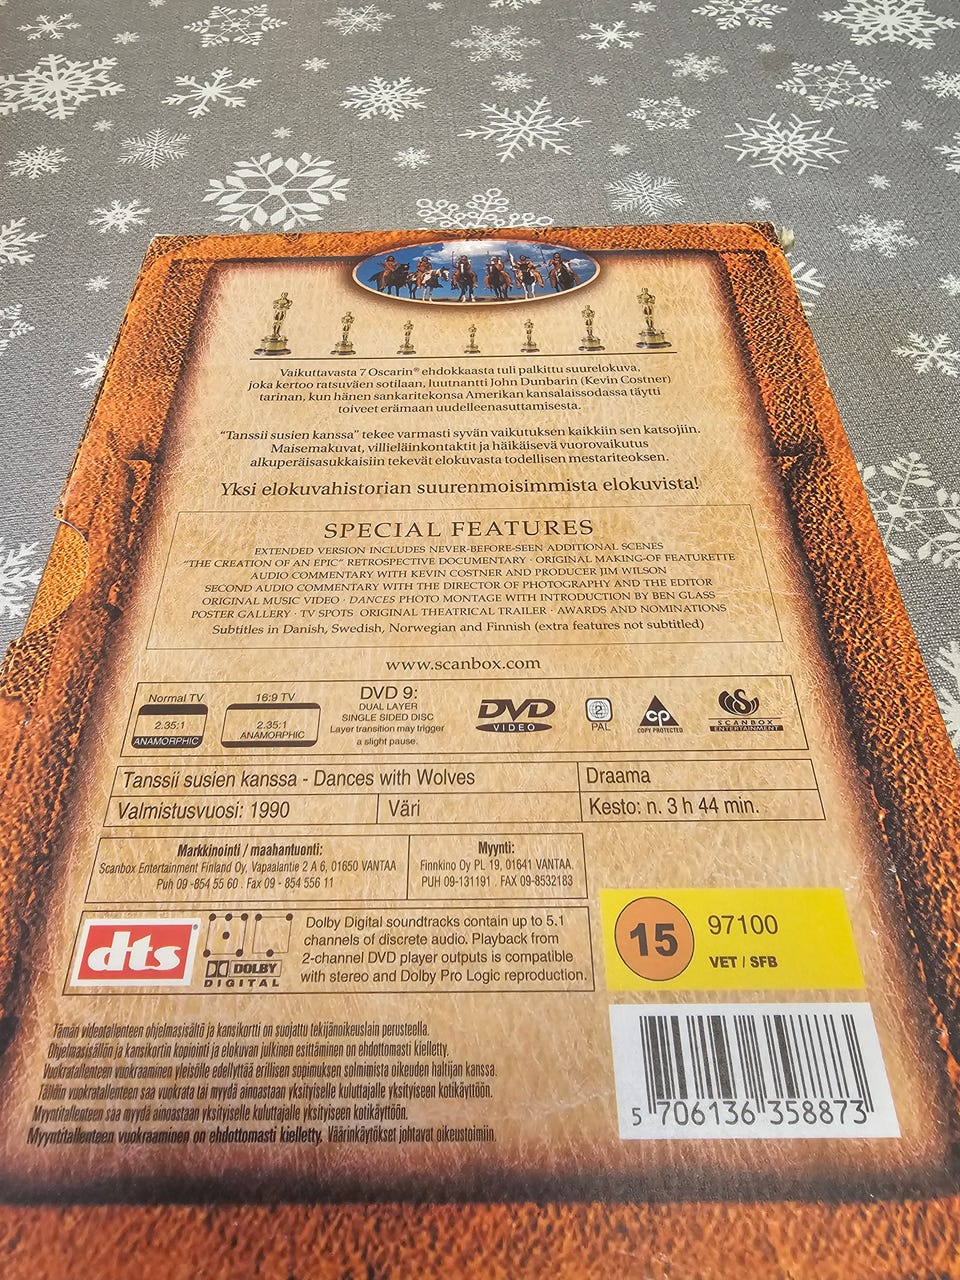 Vaikuttavasta 7 Oscarin® ehdokkaasta tuli palkittu suurelokuva,
joka kertoo ratsuväen sotilaan, luutnantti John Dunbarin (Kevin Costner)
tarinan, kun hänen sankaritekonsa Amerikan kansalaissodassa täytti
toiveet erämaan uudelleenasuttamisesta.
"Tanssii susien kanssa" tekee varmasti syvän vaikutuksen kaikkiin sen katsojiin.
Maisemakuvat, villieläinkontaktit ja häikäisevä vuorovaikutus
alkuperäisasukkaisiin tekevät elokuvasta todellisen mestariteoksen.
Yksi elokuvahistorian suurenmoisimmista elokuvista!
SPECIAL FEATURES
EXTENDED VERSION INCLUDES NEVER-BEFORE-SEEN ADDITIONAL SCENES
"THE CREATION OF AN EPIC" RETROSPECTIVE DOCUMENTARY · ORIGINAL MAKING-OF FEATURETTE
AUDIO COMMENTARY WITH KEVIN COSTNER AND PRODUCER JIM WILSON
SECOND AUDIO COMMENTARY WITH THE DIRECTOR OF PHOTOGRAPHY AND THE EDITOR
ORIGINAL MUSIC VIDEO · DANCES PHOTO MONTAGE WITH INTRODUCTION BY BEN GLASS
POSTER GALLERY · TV SPOTS ORIGINAL THEATRICAL TRAILER · AWARDS AND NOMINATIONS
Subtitles in Danish, Swedish, Norwegian and Finnish (extra features not subtitled)
www.scanbox.com
Normal TV
2.35:1
ANAMORPHIC
16:9 TV
2.35:1
ANAMORPHIC
DVD 9:
DUAL LAYER
SINGLE SIDED DISC
Layer transition may trigger
a slight pause.
DVD
VIDEO
2
PAL
CP
COPY PROTECTED
SCANBOX
ENTERTAINMENT
Tanssii susien kanssa - Dances with Wolves
Draama
Valmistusvuosi: 1990
Väri
Kesto: n. 3 h 44 min.
Markkinointi / maahantuonti:
Scanbox Entertainment Finland Oy, Vapaalantie 2 A 6, 01650 VANTAA
Puh 09 -854 55 60 . Fax 09 - 854 556 11
Myynti:
Finnkino Oy PL 19, 01641 VANTAA.
PUH 09-131191 . FAX 09-8532183
dts
DOLBY
DIGITAL
Dolby Digital soundtracks contain up to 5.1
channels of discrete audio. Playback from
2-channel DVD player outputs is compatible
with stereo and Dolby Pro Logic reproduction.
15
97100
VET / SFB
Tämän videotallenteen ohjelmasisältö ja kansikortti on suojattu tekijänoikeuslain perusteella.
Ohjelmasisällön ja kansikortin kopiointi ja elokuvan julkinen esittäminen on ehdottomasti kielletty.
Vuokratallenteen vuokraaminen yleisölle edellyttää erillisen sopimuksen solmimista oikeuden haltijan kanssa.
Tällöin vuokratallenteen saa vuokrata tai myydä ainoastaan yksityiselle kuluttajalle yksityiseen kotikäyttöön.
Myyntitallenteen saa myydä ainoastaan yksityiselle kuluttajalle yksityiseen kotikäyttöön.
Myyntitallenteen vuokraaminen on ehdottomasti kielletty. Väärinkäytökset johtavat oikeustoimiin.
5 706136 358873